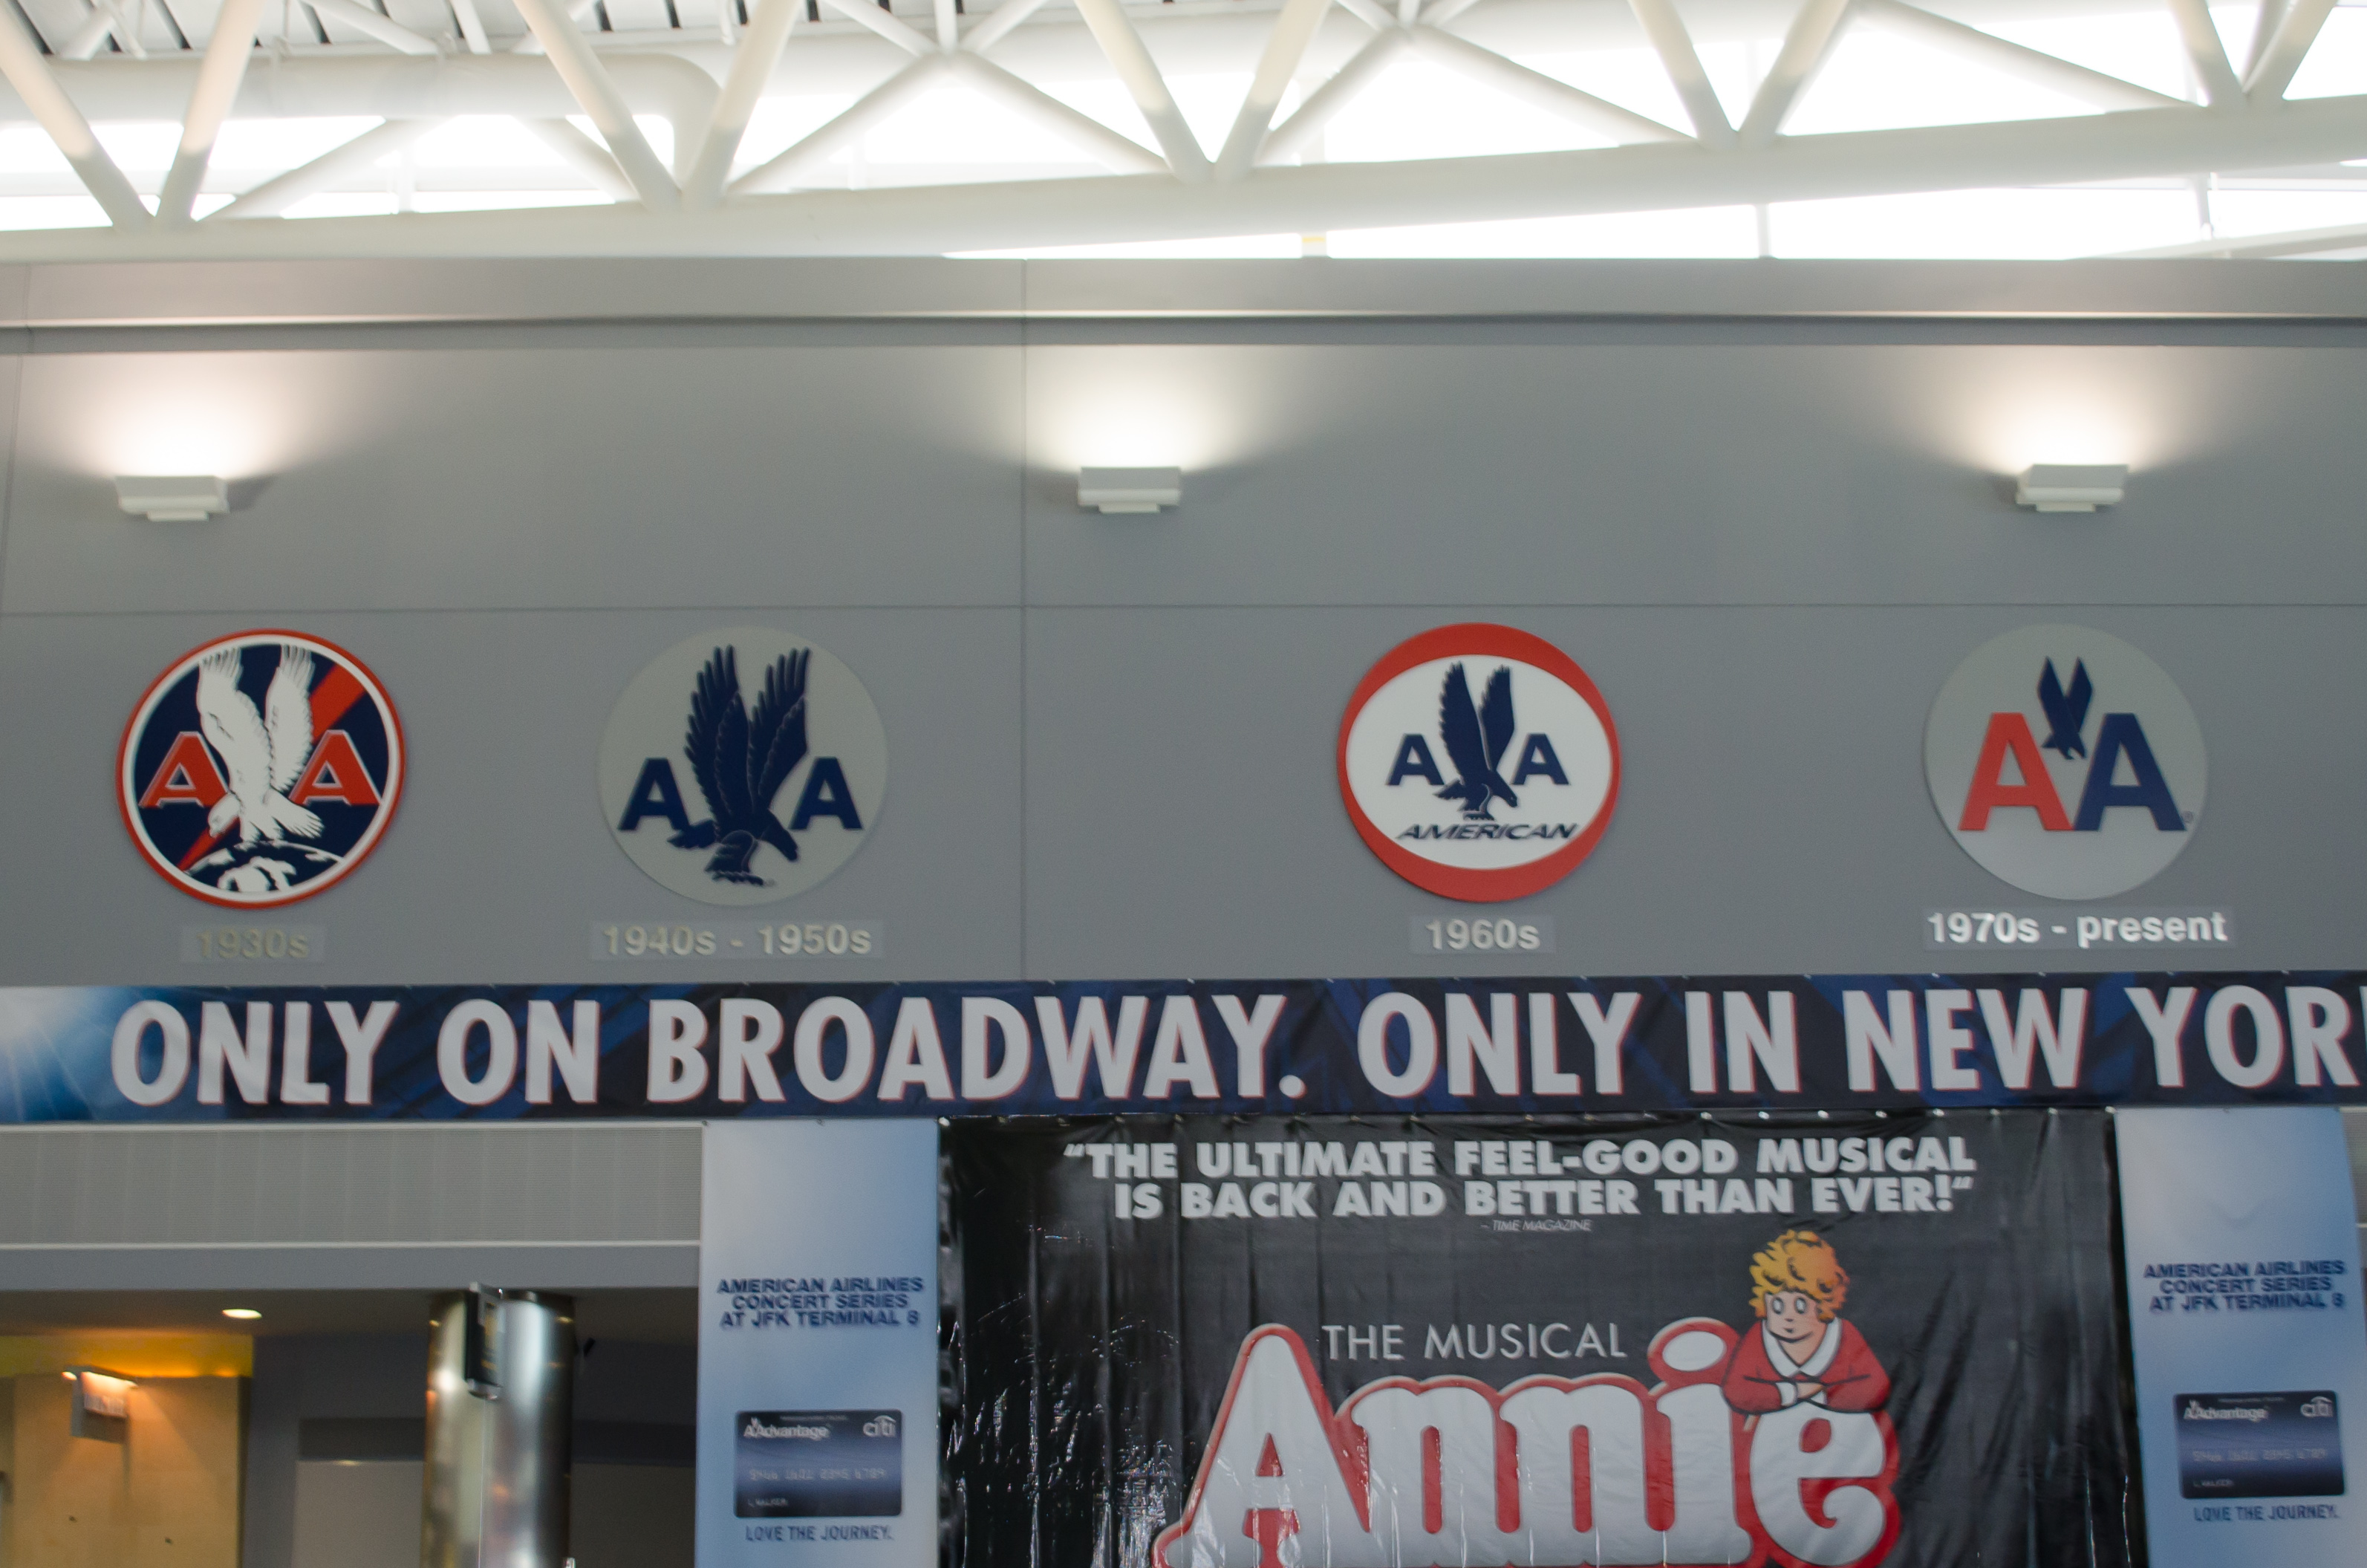 A A
A A
A A
AMERICAN
AA
®
1930s
1940s - 1950s
1960s
1970s - present
ONLY ON BROADWAY. ONLY IN NEW YOR
“THE ULTIMATE FEEL-GOOD MUSICAL
IS BACK AND BETTER THAN EVER!”
– TIME MAGAZINE
THE MUSICAL
Annie
AMERICAN AIRLINES
CONCERT SERIES
AT JFK TERMINAL 8
AAdvantage citi
LOVE THE JOURNEY.
AMERICAN AIRLINES
CONCERT SERIES
AT JFK TERMINAL 8
AAdvantage citi
LOVE THE JOURNEY.